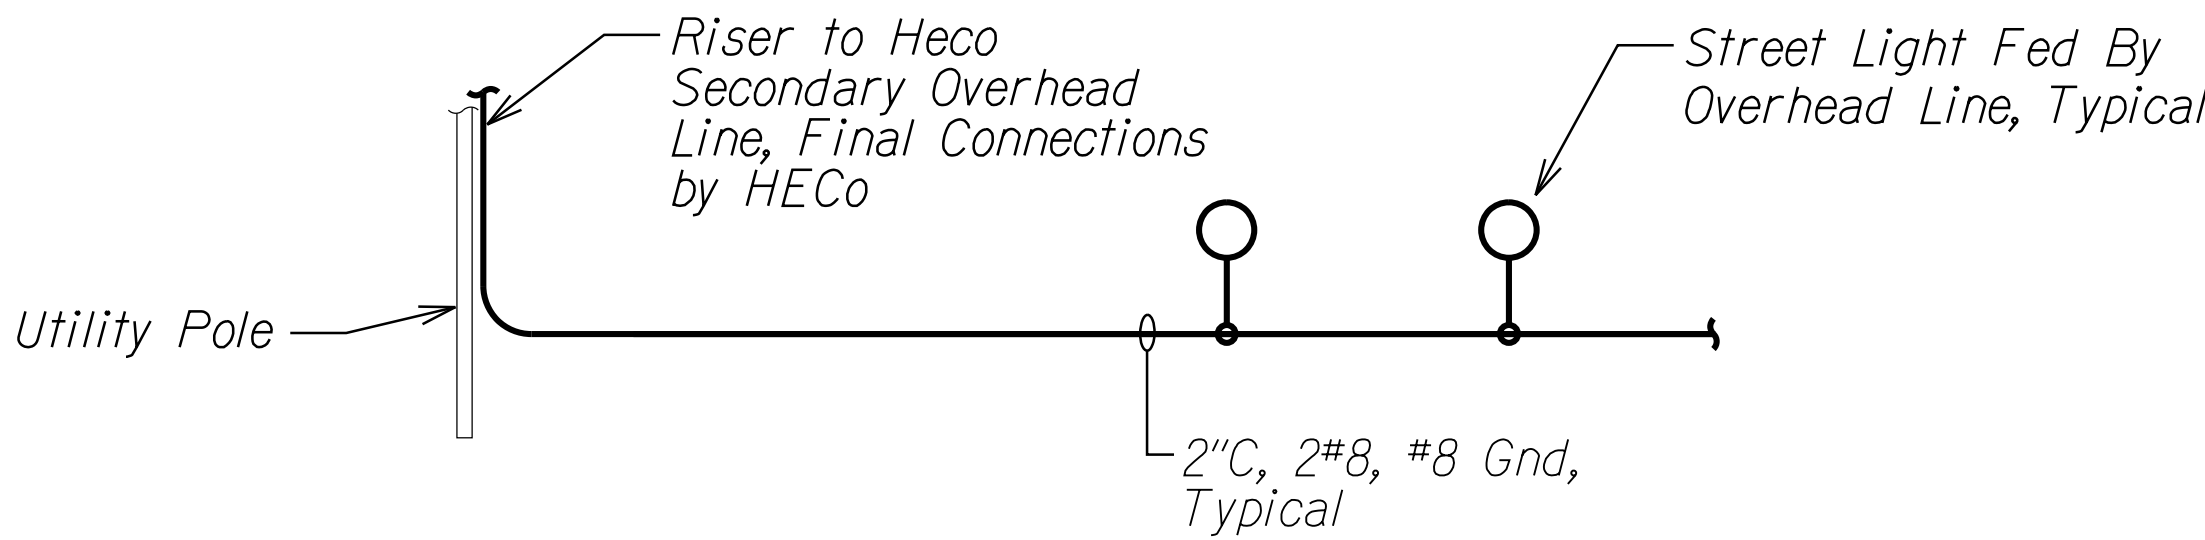 Riser to Heco
Secondary Overhead
Line, Final Connections
by HECo
Street Light Fed By
Overhead Line, Typical
Utility Pole
2"C, 2#8, #8 Gnd,
Typical